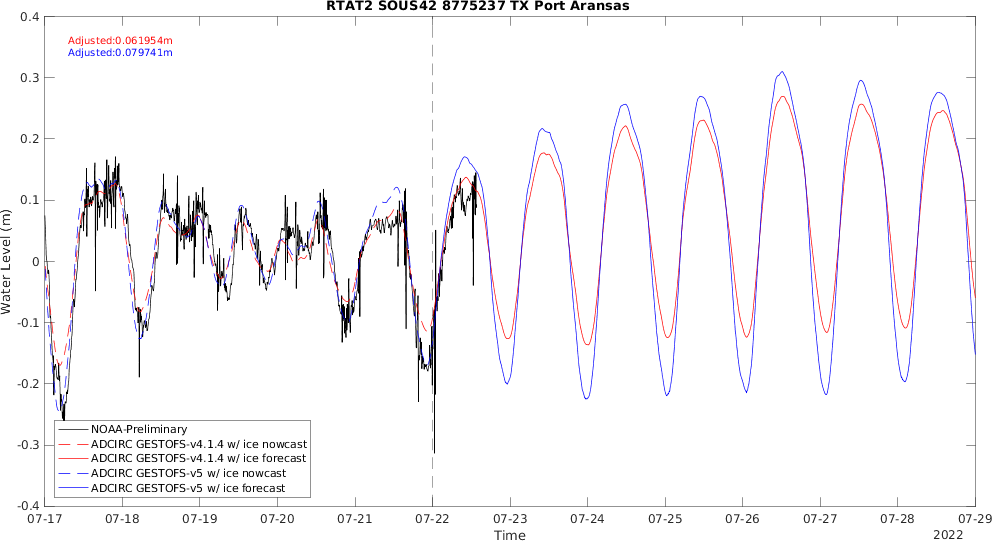 RTAT2 SOUS42 8775237 TX Port Aransas
Adjusted:0.061954m
Adjusted:0.079741m
0.4
0.3
0.2
0.1
0
-0.1
-0.2
-0.3
-0.4
Water Level (m)
NOAA-Preliminary
ADCIRC GESTOFS-v4.1.4 w/ ice nowcast
ADCIRC GESTOFS-v4.1.4 w/ ice forecast
ADCIRC GESTOFS-v5 w/ ice nowcast
ADCIRC GESTOFS-v5 w/ ice forecast
07-17 07-18 07-19 07-20 07-21 07-22 07-23 07-24 07-25 07-26 07-27 07-28 07-29
Time
2022